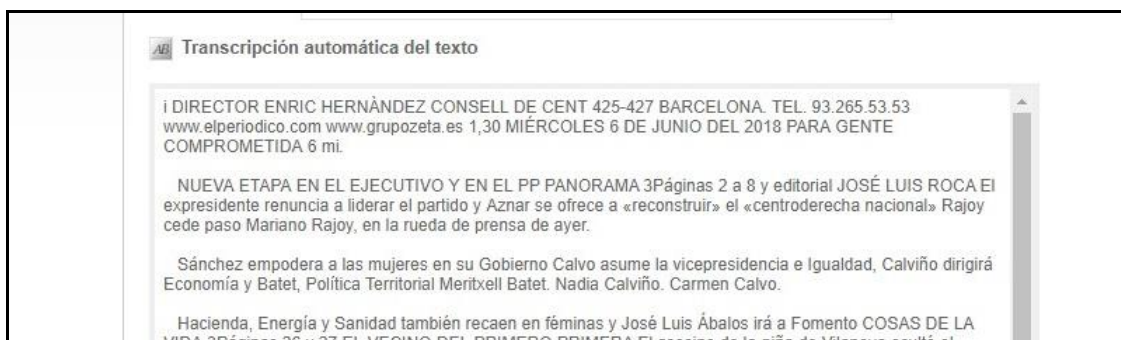 Transcripción automática del texto
i DIRECTOR ENRIC HERNÀNDEZ CONSELL DE CENT 425-427 BARCELONA. TEL. 93.265.53.53
www.elperiodico.com www.grupozeta.es 1,30 MIÉRCOLES 6 DE JUNIO DEL 2018 PARA GENTE
COMPROMETIDA 6 mi.
NUEVA ETAPA EN EL EJECUTIVO Y EN EL PP PANORAMA 3Páginas 2 a 8 y editorial JOSÉ LUIS ROCA El
expresidente renuncia a liderar el partido y Aznar se ofrece a «reconstruir» el «centroderecha nacional» Rajoy
cede paso Mariano Rajoy, en la rueda de prensa de ayer.
Sánchez empodera a las mujeres en su Gobierno Calvo asume la vicepresidencia e Igualdad, Calviño dirigirá
Economía y Batet, Política Territorial Meritxell Batet. Nadia Calviño. Carmen Calvo.
Hacienda, Energía y Sanidad también recaen en féminas y José Luis Ábalos irá a Fomento COSAS DE LA